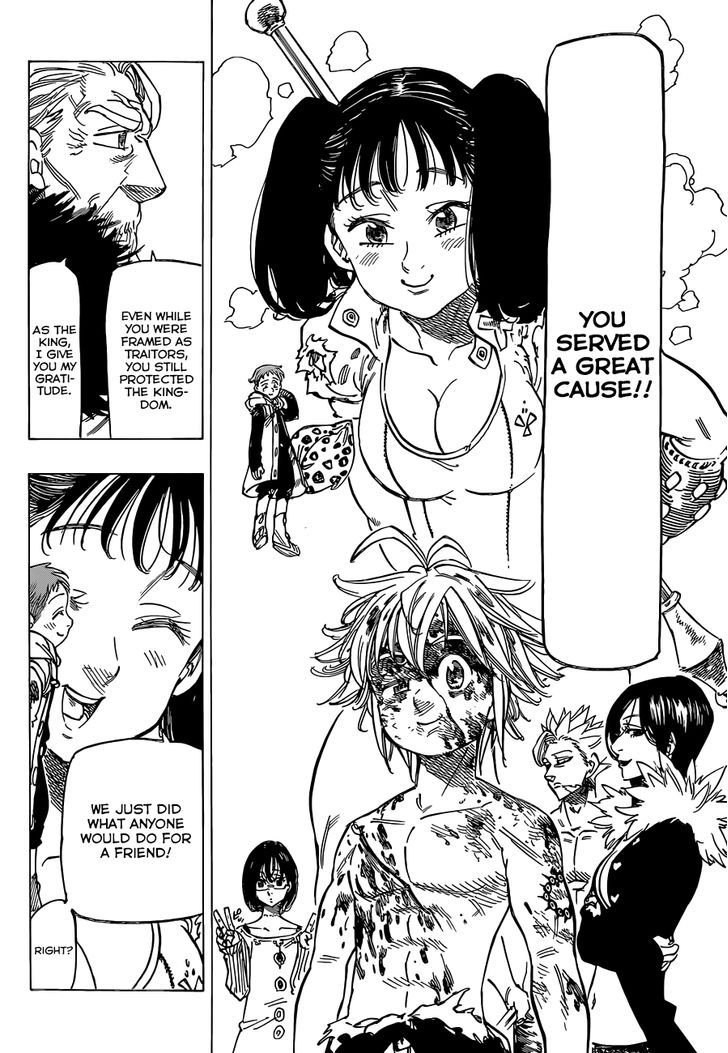 YOU
SERVED
A GREAT
CAUSE!!
EVEN WHILE
YOU WERE
FRAMED AS
TRAITORS,
YOU STILL
PROTECTED
THE KING-
DOM.
AS THE
KING,
I GIVE
YOU MY
GRATI-
TUDE.
WE JUST DID
WHAT ANYONE
WOULD DO FOR
A FRIEND!
RIGHT?